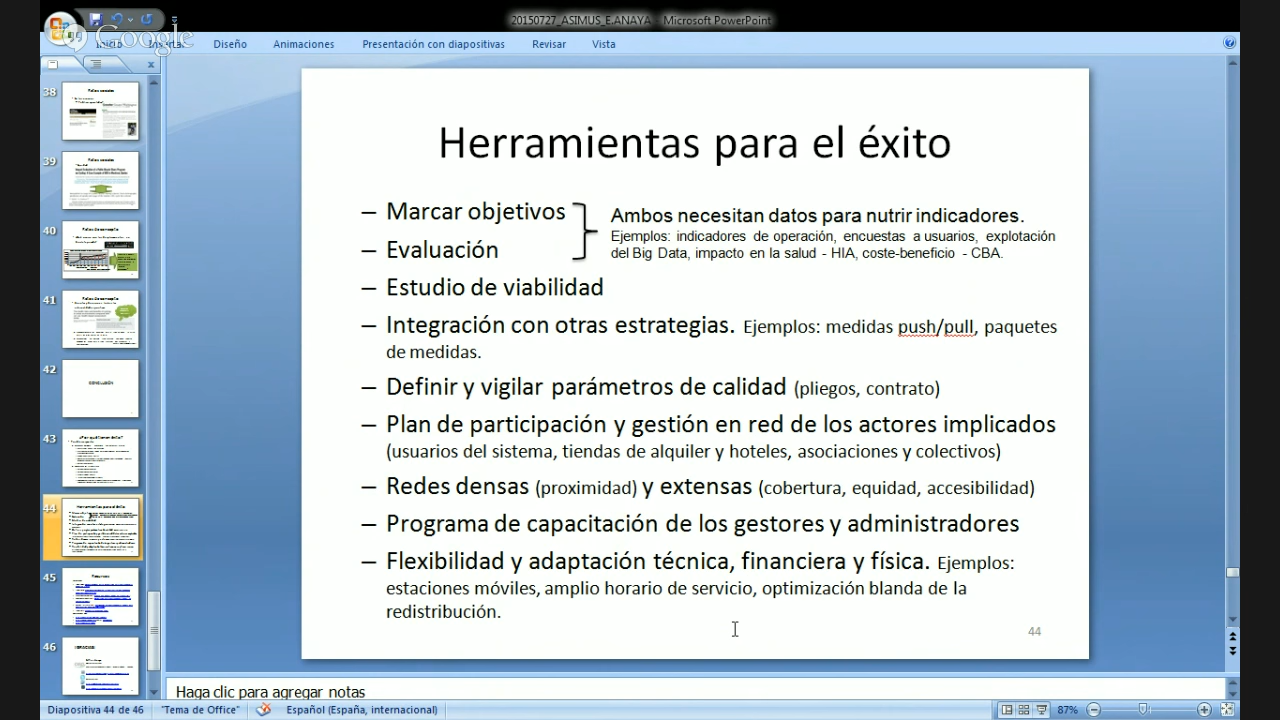 20150727_ASIMUS_E.ANAYA - Microsoft PowerPoint
Google
Inicio Insertar Diseño Animaciones Presentación con diapositivas Revisar Vista
38
39
40
41
42
43
44
45
46
Herramientas para el éxito
– Marcar objetivos
– Evaluación
Ambos necesitan datos para nutrir indicadores.
Ejemplos: indicadores de operación, encuestas a usuarios, explotación
del Big Data, impacto en la salud - HIA, coste-beneficio - CBA.
– Estudio de viabilidad
– Integración con otras estrategias. Ejemplos: medidas push/pull, paquetes
de medidas.
– Definir y vigilar parámetros de calidad (pliegos, contrato)
– Plan de participación y gestión en red de los actores implicados
(usuarios del sistema, tiendas de alquiler y hoteles, asociaciones y colectivos)
– Redes densas (proximidad) y extensas (cobertura, equidad, accesibilidad)
– Programa de capacitación de los gestores y administradores
– Flexibilidad y adaptación técnica, financiera y física. Ejemplos:
estaciones móviles, amplio horario de servicio, optimización blanda de la
redistribución.
44
Haga clic para agregar notas
Diapositiva 44 de 46 "Tema de Office" Español (España, internacional) 87%